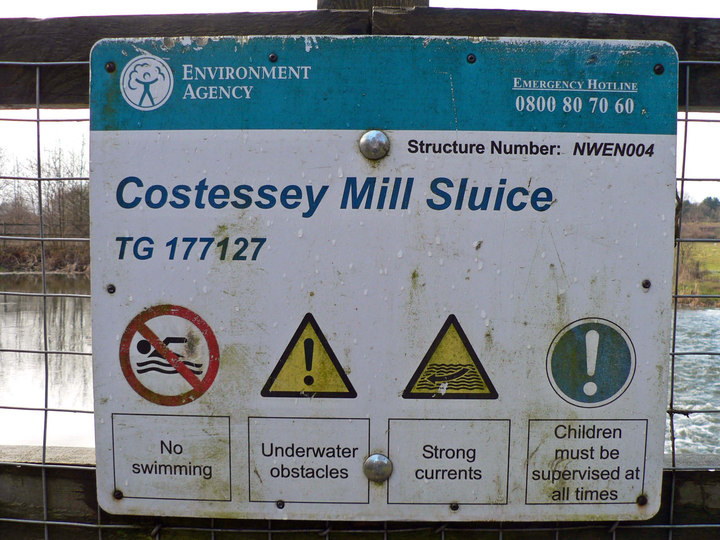 ENVIRONMENT
AGENCY
EMERGENCY HOTLINE
0800 80 70 60
Structure Number: NWEN004
Costessey Mill Sluice
TG 177127
No
swimming
Underwater
obstacles
Strong
currents
Children
must be
supervised at
all times